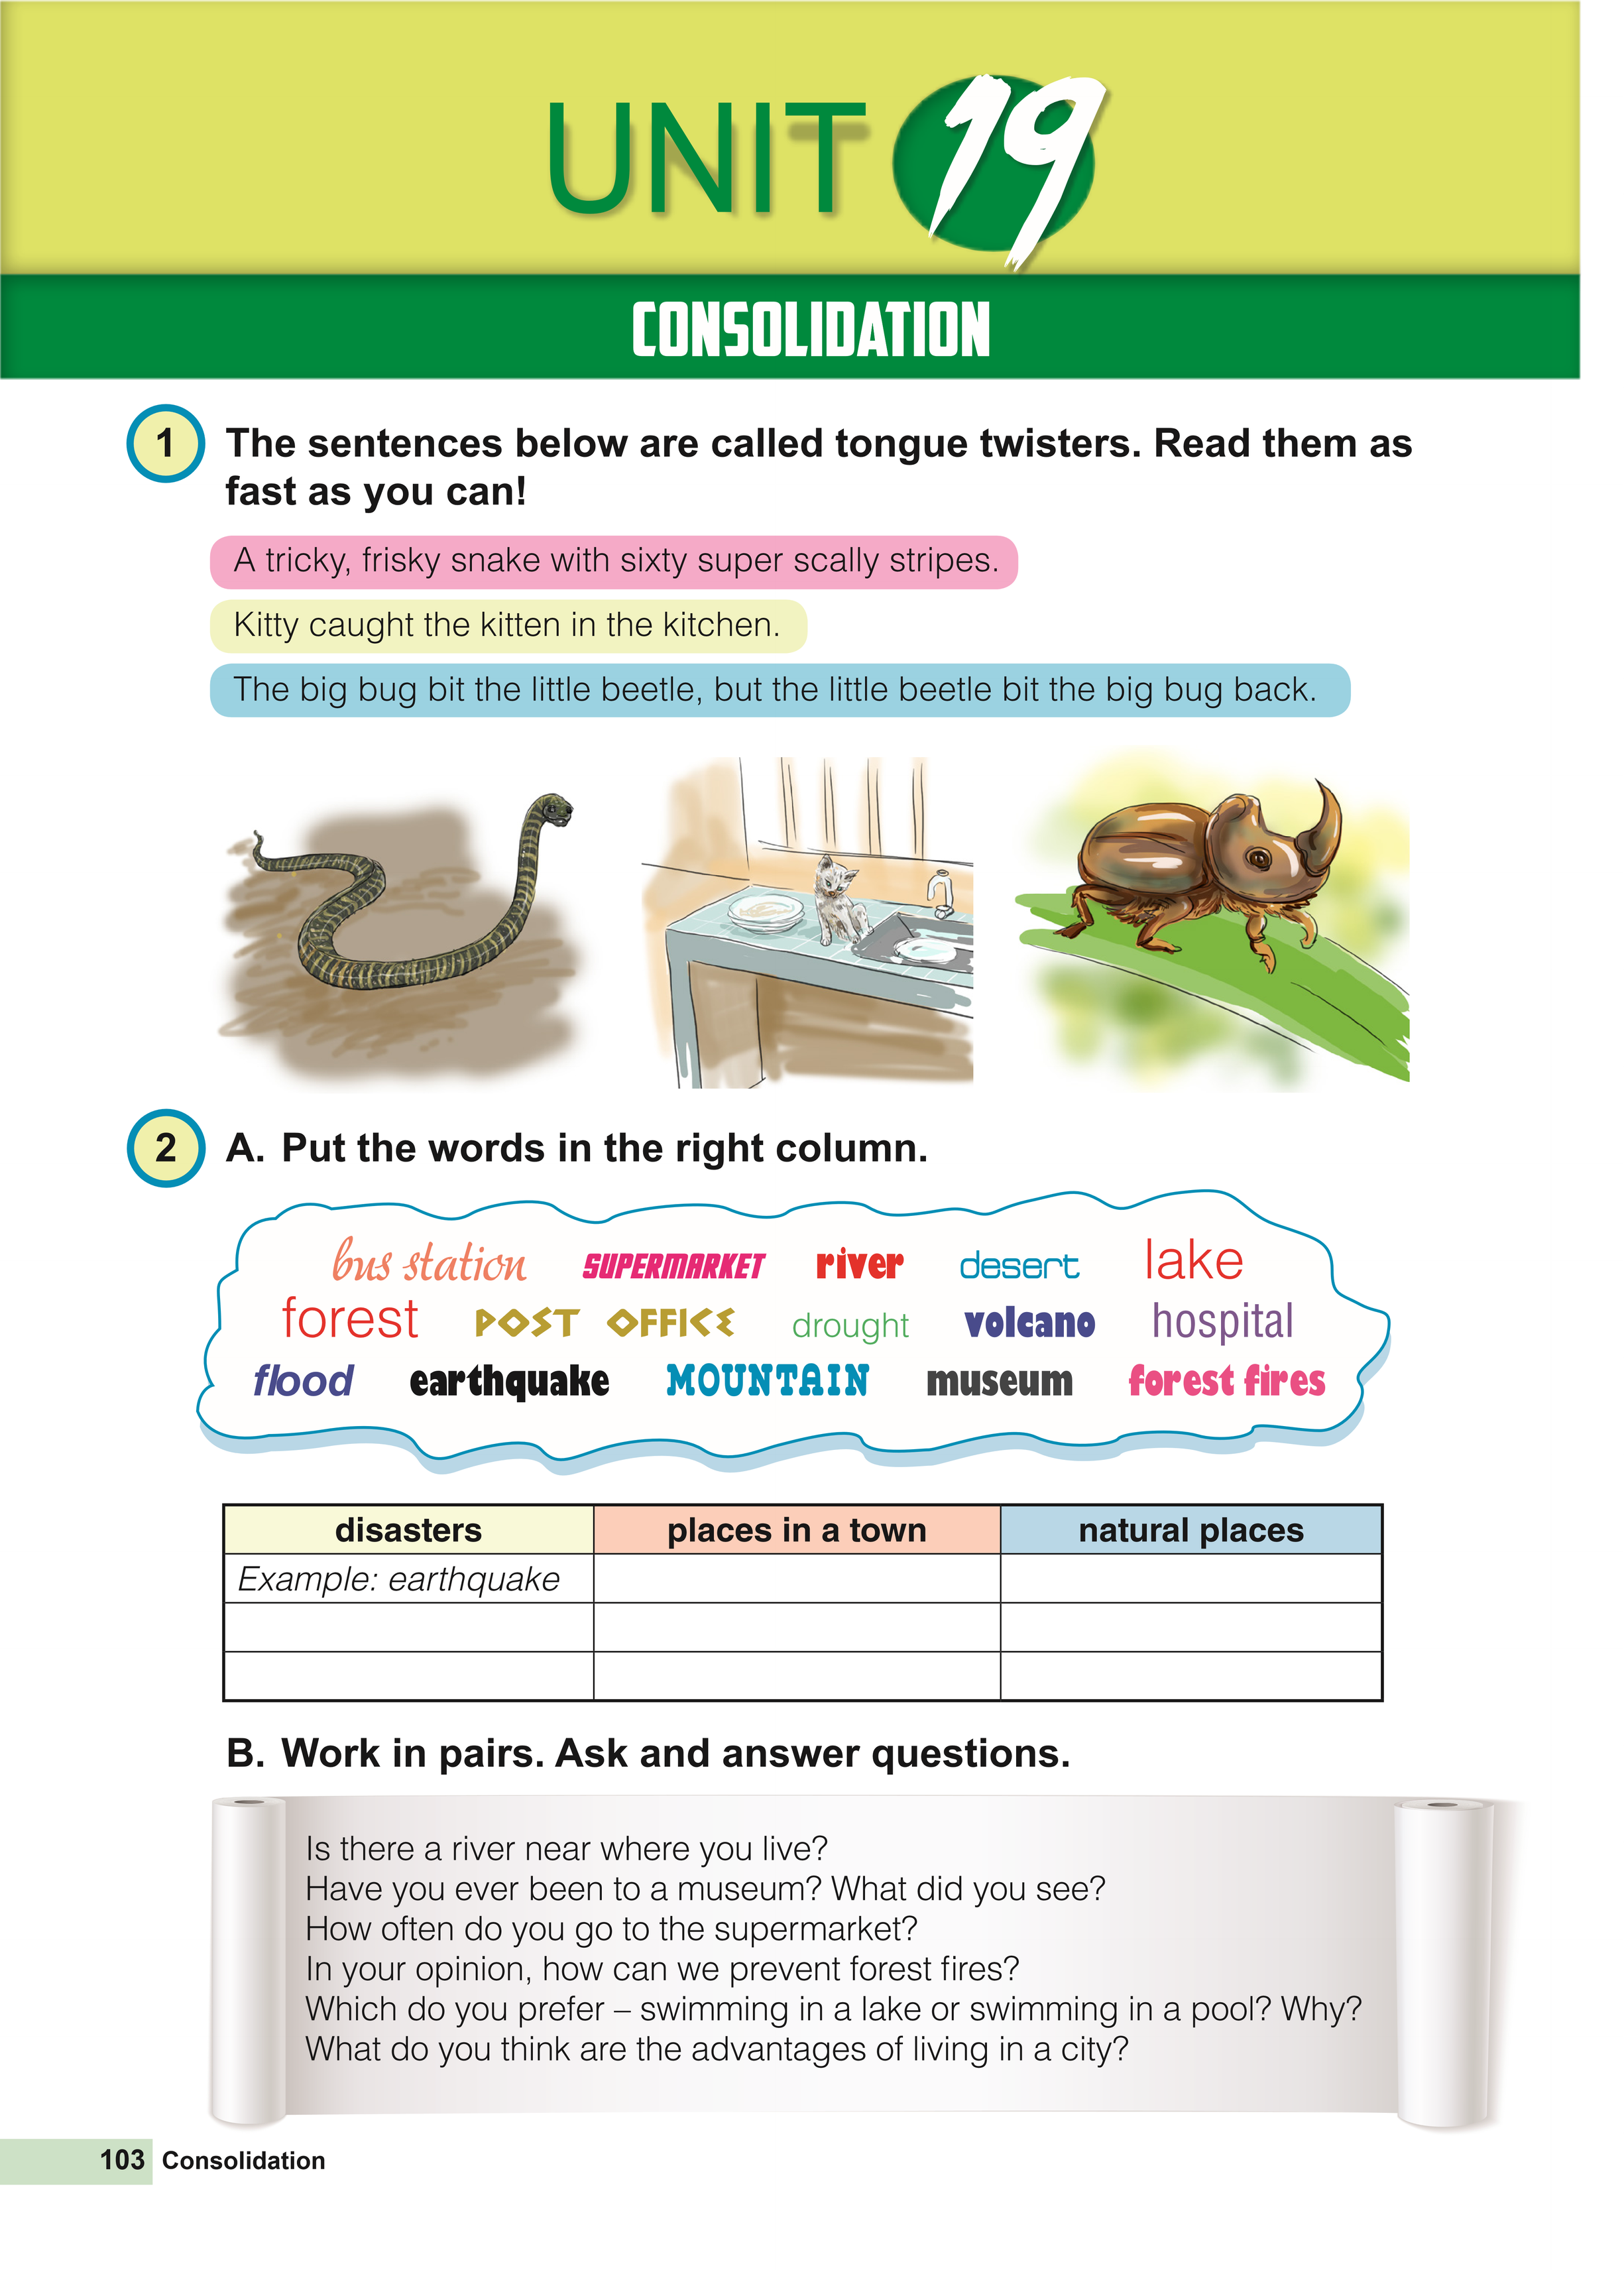 UNIT 19
CONSOLIDATION
1 The sentences below are called tongue twisters. Read them as
fast as you can!
A tricky, frisky snake with sixty super scally stripes.
Kitty caught the kitten in the kitchen.
The big bug bit the little beetle, but the little beetle bit the big bug back.
2 A. Put the words in the right column.
bus station SUPERMARKET river desert lake
forest POST OFFICE drought volcano hospital
flood earthquake MOUNTAIN museum forest fires
disasters places in a town natural places
Example: earthquake
B. Work in pairs. Ask and answer questions.
Is there a river near where you live?
Have you ever been to a museum? What did you see?
How often do you go to the supermarket?
In your opinion, how can we prevent forest fires?
Which do you prefer – swimming in a lake or swimming in a pool? Why?
What do you think are the advantages of living in a city?
103 Consolidation